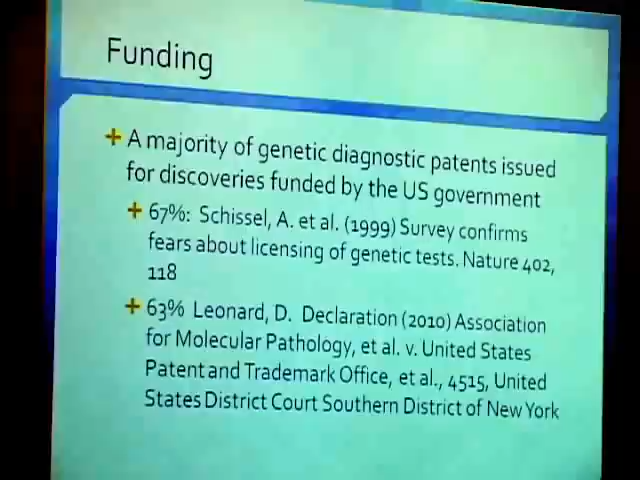 Funding
A majority of genetic diagnostic patents issued
for discoveries funded by the US government
67%: Schissel, A. et al. (1999) Survey confirms
fears about licensing of genetic tests. Nature 402,
118
63% Leonard, D. Declaration (2010) Association
for Molecular Pathology, et al. v. United States
Patent and Trademark Office, et al., 4515, United
States District Court Southern District of New York